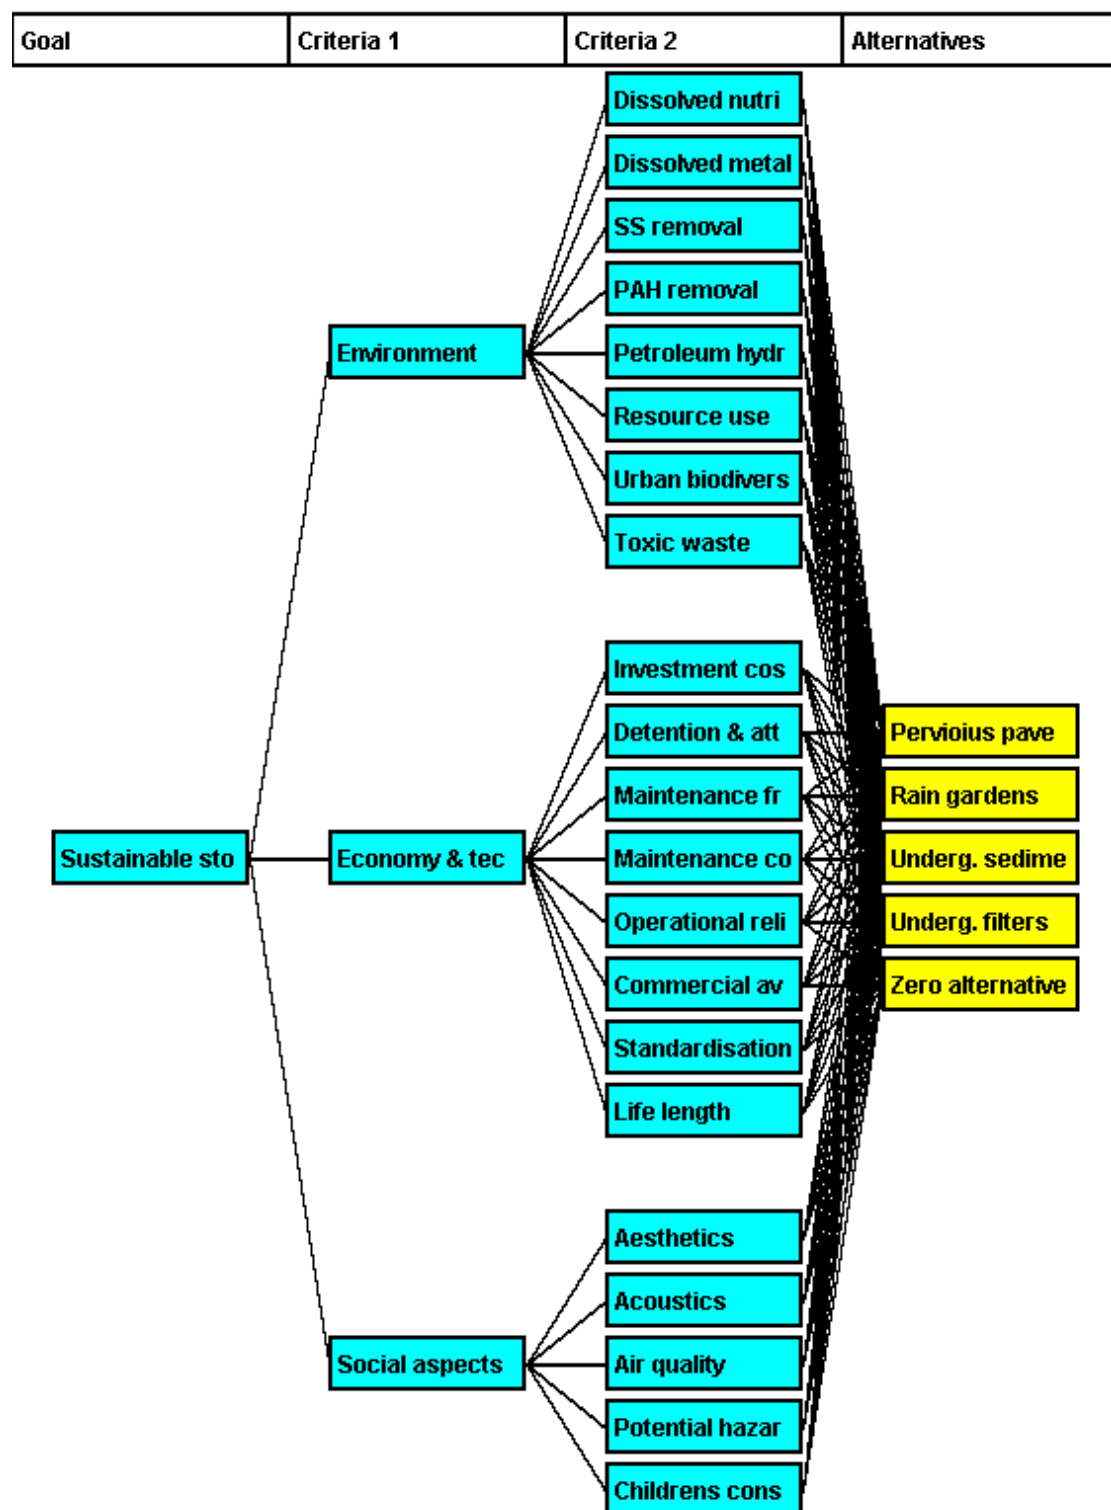 Goal
Criteria 1
Criteria 2
Alternatives
Dissolved nutri
Dissolved metal
SS removal
PAH removal
Environment
Petroleum hydr
Resource use
Urban biodivers
Toxic waste
Investment cos
Detention & att
Pervioius pave
Maintenance fr
Rain gardens
Sustainable sto
Economy & tec
Maintenance co
Underg. sedime
Operational reli
Underg. filters
Commercial av
Zero alternative
Standardisation
Life length
Aesthetics
Acoustics
Social aspects
Air quality
Potential hazar
Childrens cons